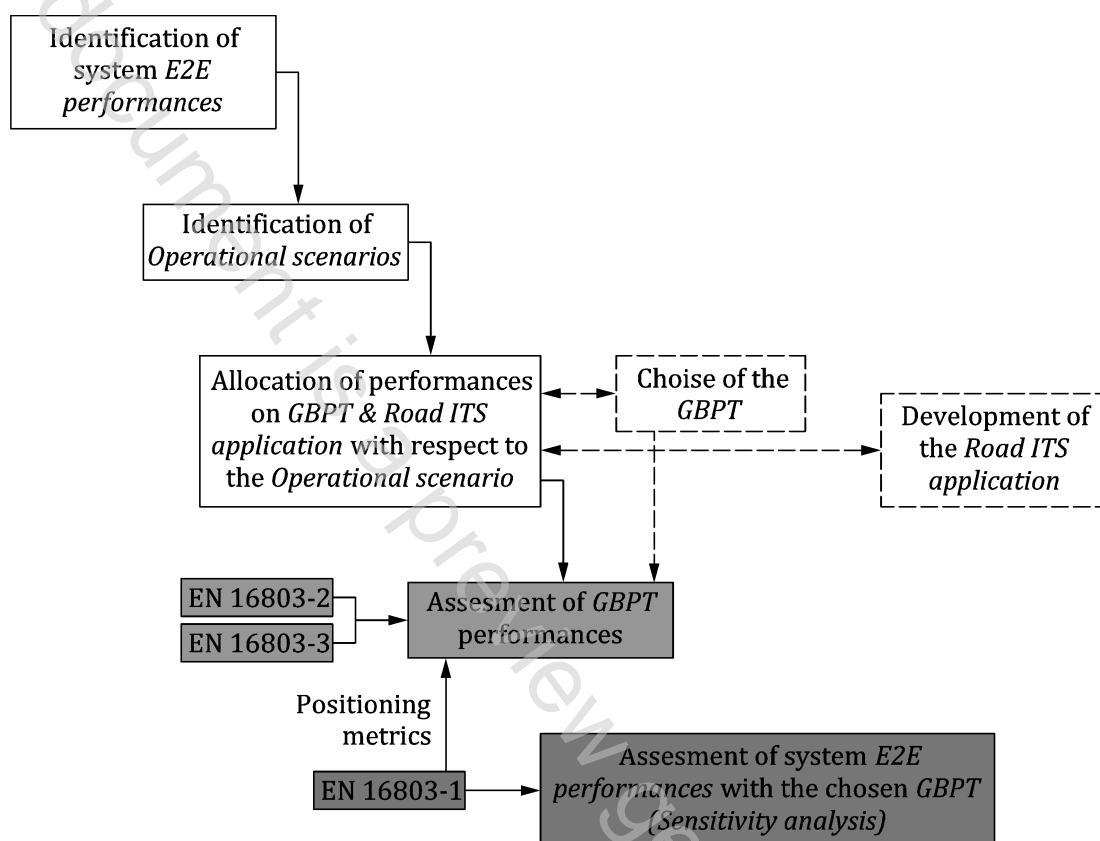 Identification of
system E2E
performances
Identification of
Operational scenarios
Allocation of performances
on GBPT & Road ITS
application with respect to
the Operational scenario
Choise of the
GBPT
Development of
the Road ITS
application
EN 16803-2
EN 16803-3
Assesment of GBPT
performances
Positioning
metrics
EN 16803-1
Assesment of system E2E
performances with the chosen GBPT
(Sensitivity analysis)
document is a preview